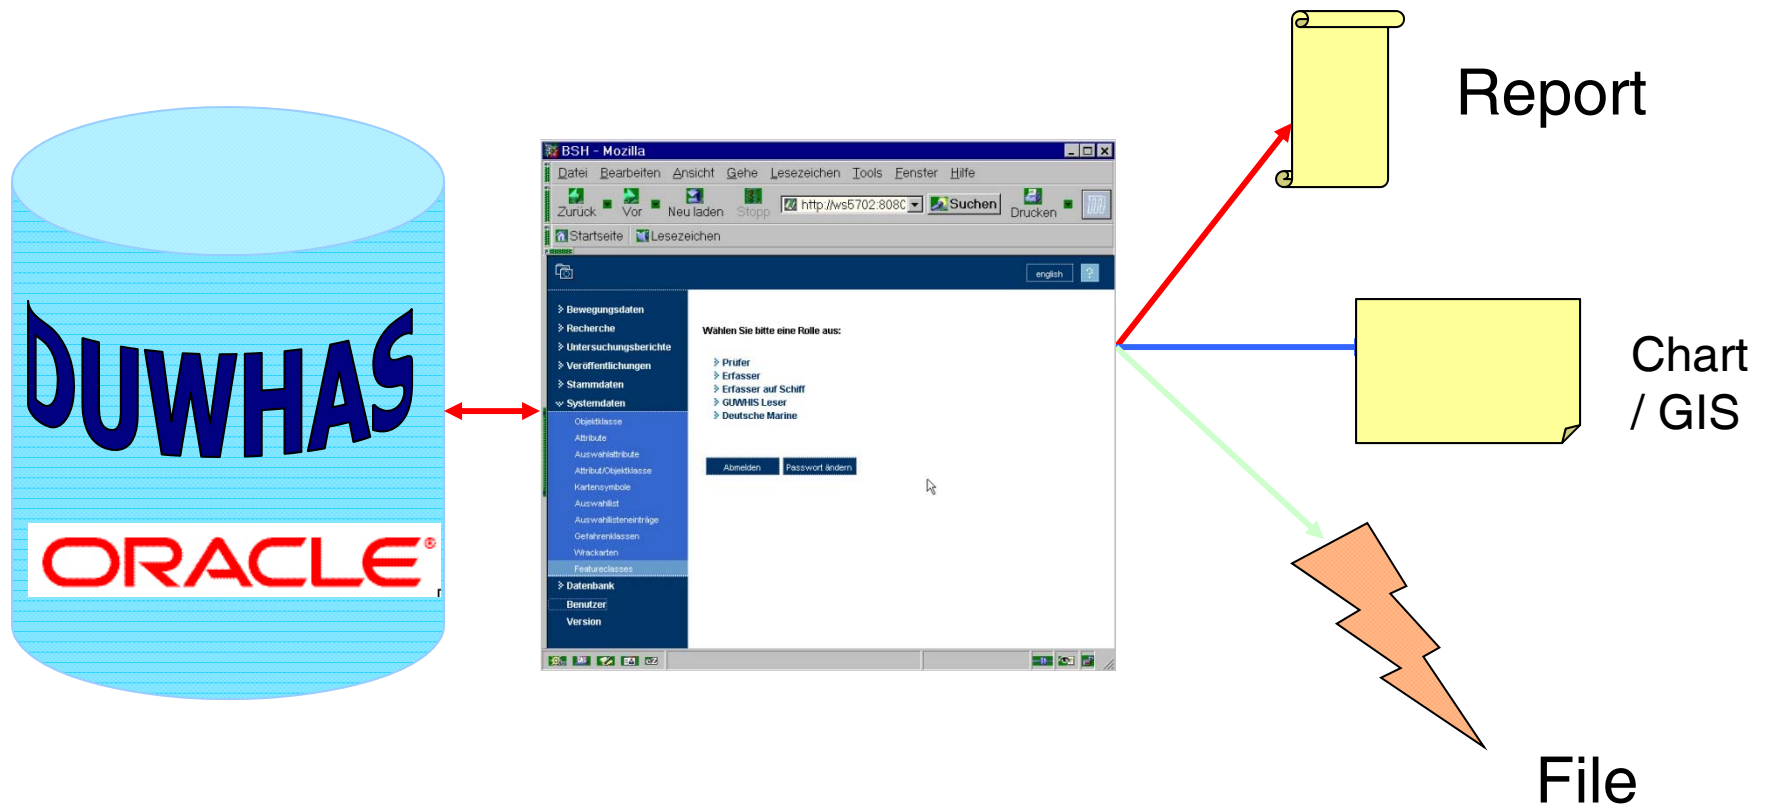 DUWHAS
ORACLE®
BSH - Mozilla
Datei Bearbeiten Ansicht Gehe Lesezeichen Tools Fenster Hilfe
Zurück Vor Neu laden Stopp http://ws5702:808 Suchen Drucken
Startseite Lesezeichen
english ?
Bewegungsdaten
Recherche
Untersuchungsberichte
Veröffentlichungen
Stammdaten
Systemdaten
Objektklasse
Attribute
Auswahlattribute
Attribut/Objektklasse
Kartensymbole
Auswahllist
Auswahllisteneinträge
Gefahrenklassen
Wrackarten
Featureclasses
Datenbank
Benutzer
Version
Wählen Sie bitte eine Rolle aus:
Prüfer
Erfasser
Erfasser auf Schiff
GUWHIS Leser
Deutsche Marine
Abmelden Passwort ändern
Report
Chart
/ GIS
File